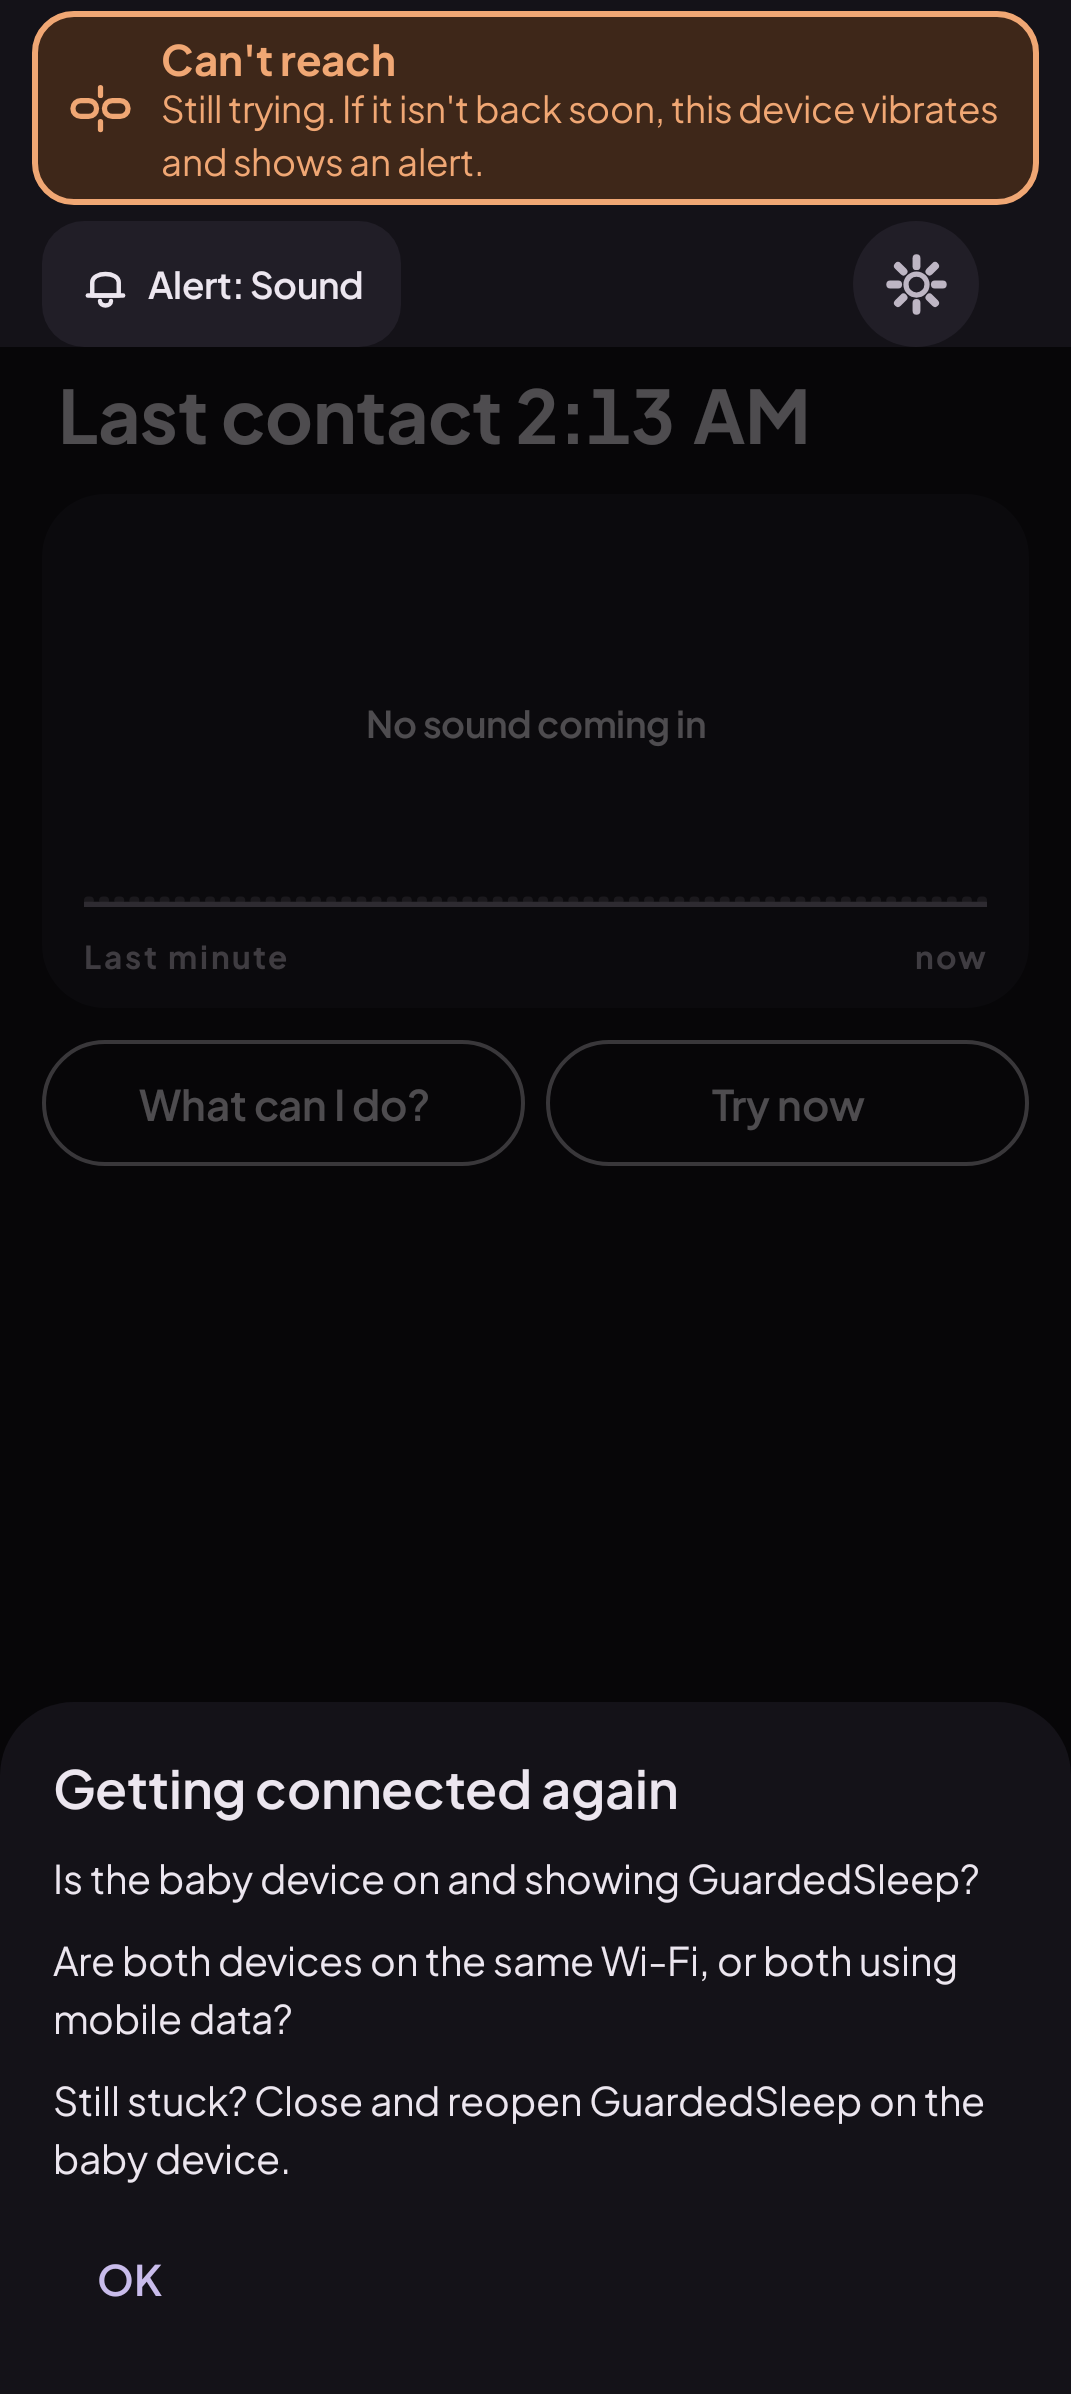 Can't reach
Still trying. If it isn't back soon, this device vibrates
and shows an alert.
Alert: Sound
Last contact 2:13 AM
No sound coming in
Last minute
now
What can I do?
Try now
Getting connected again
Is the baby device on and showing GuardedSleep?
Are both devices on the same Wi-Fi, or both using
mobile data?
Still stuck? Close and reopen GuardedSleep on the
baby device.
OK